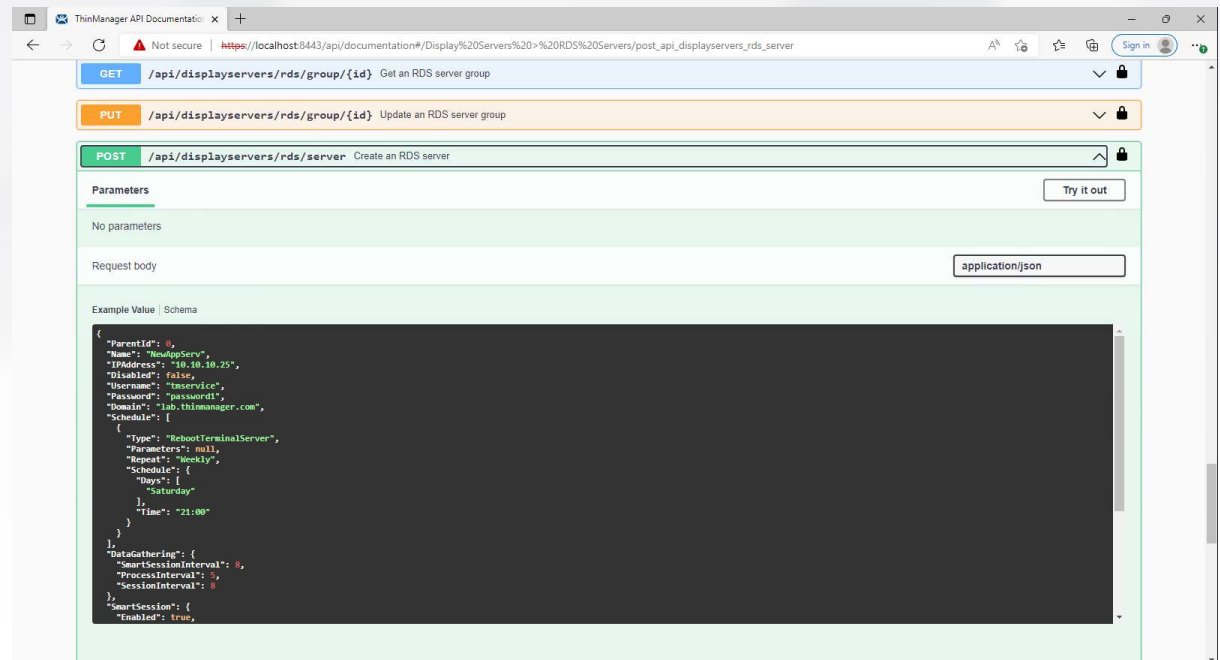 ThinManager API Documentatio
Not secure https://localhost:8443/api/documentation#/Display%20Servers%20>%20RDS%20Servers/post_api_displayservers_rds_server
Sign in
GET /api/displayservers/rds/group/{id} Get an RDS server group
PUT /api/displayservers/rds/group/{id} Update an RDS server group
POST /api/displayservers/rds/server Create an RDS server
Parameters
Try it out
No parameters
Request body
application/json
Example Value Schema
{
"ParentId": 0,
"Name": "NewAppServ",
"IPAddress": "10.10.10.25",
"Disabled": false,
"Username": "tmservice",
"Password": "password1",
"Domain": "lab.thinmanager.com",
"Schedule": [
{
"Type": "RebootTerminalServer",
"Parameters": null,
"Repeat": "Weekly",
"Schedule": {
"Days": [
"Saturday"
],
"Time": "21:00"
}
}
],
"DataGathering": {
"SmartSessionInterval": 8,
"ProcessInterval": 5,
"SessionInterval": 8
},
"SmartSession": {
"Enabled": true,